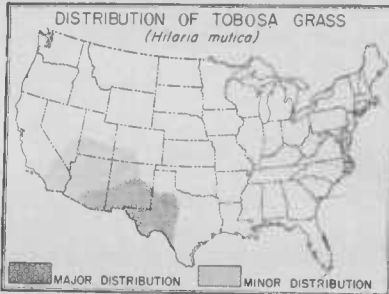 DISTRIBUTION OF TOBOSA GRASS
(Hilaria mutica)
MAJOR DISTRIBUTION
MINOR DISTRIBUTION